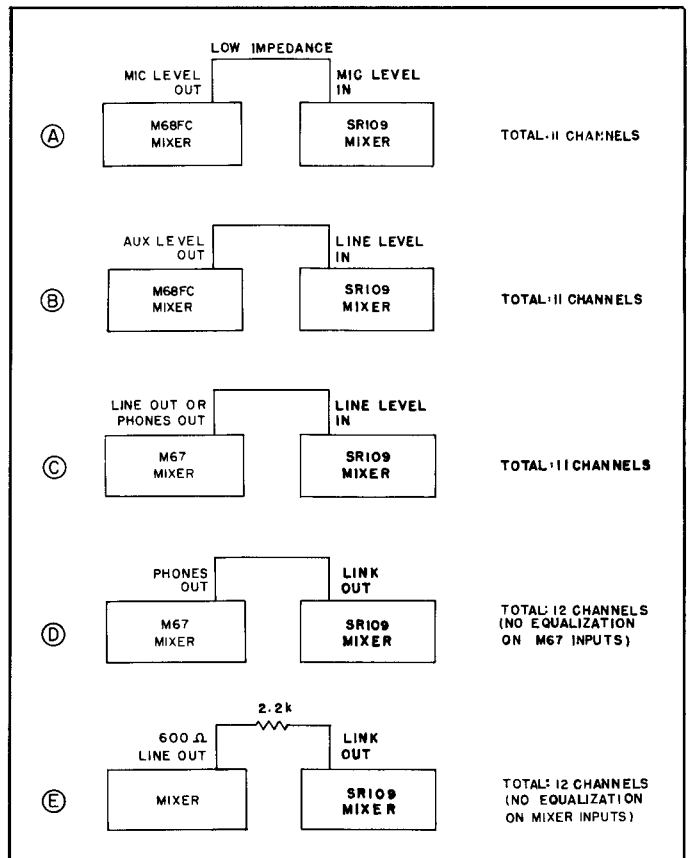 LOW IMPEDANCE
MIC LEVEL OUT
MIC LEVEL IN
A
M68FC MIXER
SR109 MIXER
TOTAL: 11 CHANNELS
AUX LEVEL OUT
LINE LEVEL IN
B
M68FC MIXER
SR109 MIXER
TOTAL: 11 CHANNELS
LINE OUT OR PHONES OUT
LINE LEVEL IN
C
M67 MIXER
SR109 MIXER
TOTAL: 11 CHANNELS
PHONES OUT
LINK OUT
D
M67 MIXER
SR109 MIXER
TOTAL: 12 CHANNELS
(NO EQUALIZATION
ON M67 INPUTS)
2.2k
600 Ω LINE OUT
LINK OUT
E
MIXER
SR109 MIXER
TOTAL: 12 CHANNELS
(NO EQUALIZATION
ON MIXER INPUTS)